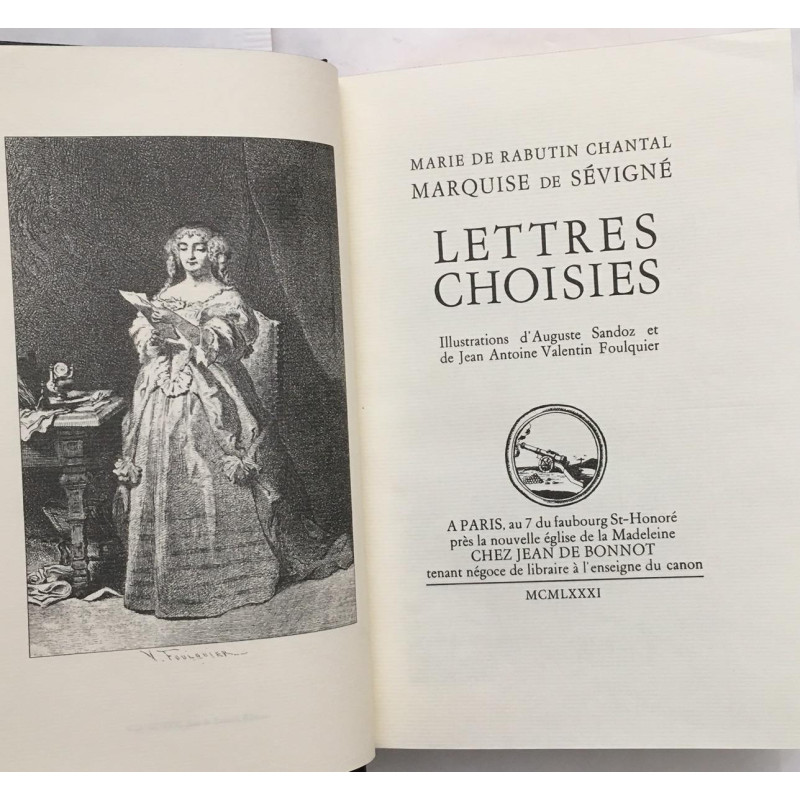 V. FOULQUIER
MARIE DE RABUTIN CHANTAL
MARQUISE DE SÉVIGNÉ
LETTRES
CHOISIES
Illustrations d'Auguste Sandoz et
de Jean Antoine Valentin Foulquier
A PARIS, au 7 du faubourg St-Honoré
près la nouvelle église de la Madeleine
CHEZ JEAN DE BONNOT
tenant négoce de libraire à l'enseigne du canon
MCMLXXXI